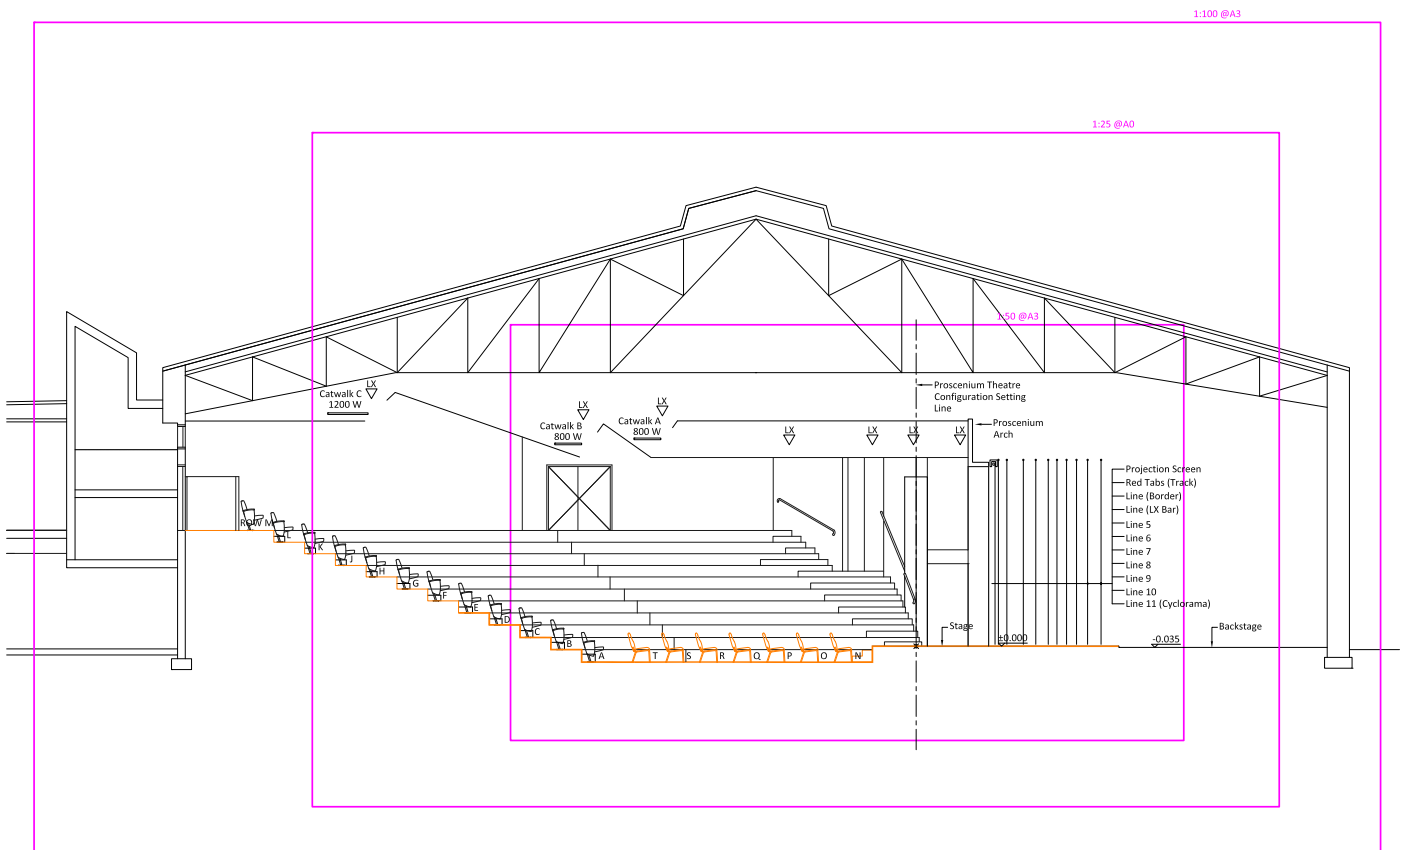 1:100 @A3
1:25 @A0
1:50 @A3
LX
Catwalk C
1200 W
LX
Catwalk B
800 W
LX
Catwalk A
800 W
LX
LX
LX
LX
Proscenium Theatre
Configuration Setting
Line
Proscenium
Arch
Projection Screen
Red Tabs (Track)
Line (Border)
Line (LX Bar)
Line 5
Line 6
Line 7
Line 8
Line 9
Line 10
Line 11 (Cyclorama)
ROW M
L
K
J
H
G
F
E
D
C
B
A
T
S
R
Q
P
O
N
Stage
±0.000
-0.035
Backstage